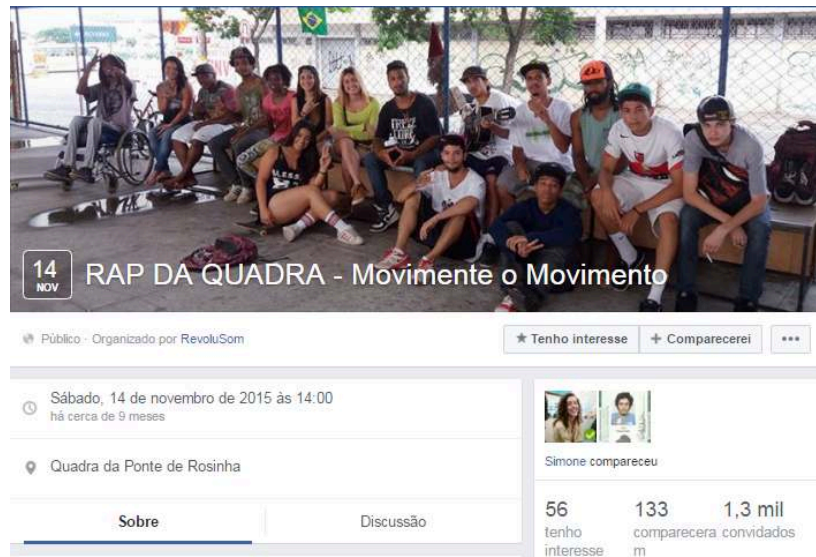 14
NOV
RAP DA QUADRA - Movimente o Movimento
Público · Organizado por RevoluSom
★ Tenho interesse
+ Comparecerei
Sábado, 14 de novembro de 2015 às 14:00
há cerca de 9 meses
Quadra da Ponte de Rosinha
Simone compareceu
Sobre
Discussão
56
tenho
interesse
133
comparecera
m
1,3 mil
convidados